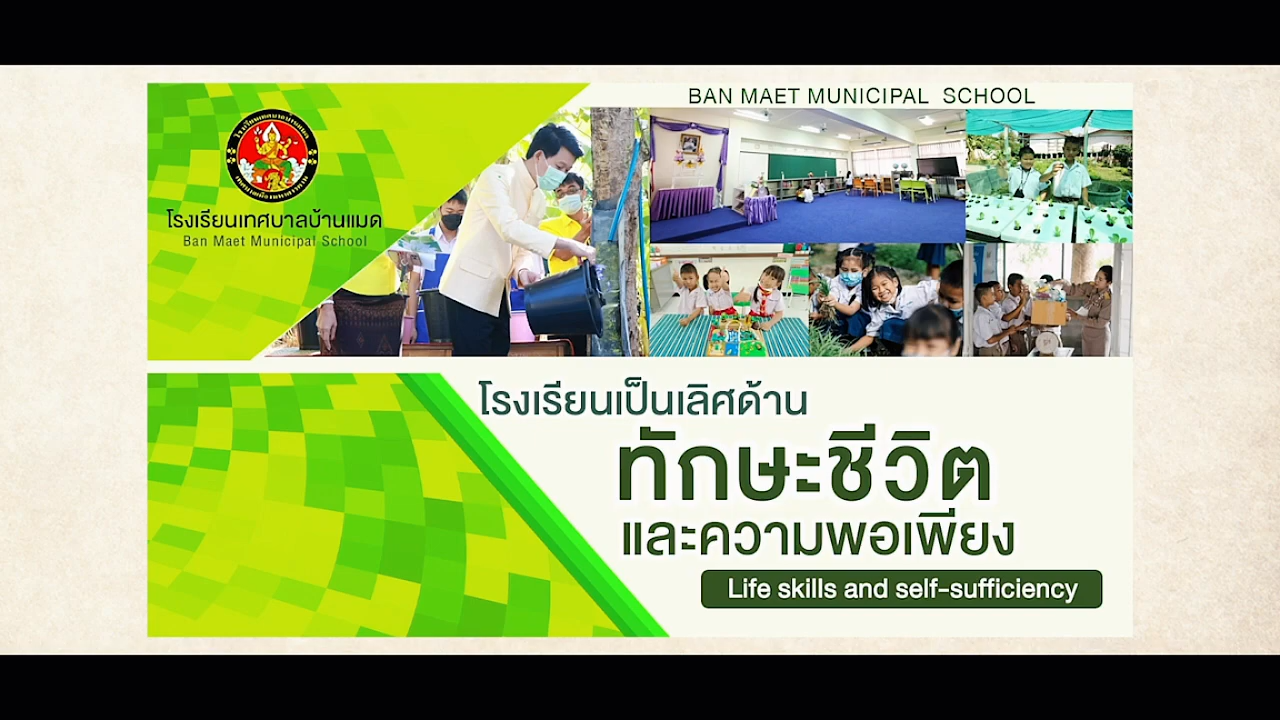 BAN MAET MUNICIPAL SCHOOL
โรงเรียนเทศบาลบ้านแมด
Ban Maet Municipal School
โรงเรียนเป็นเลิศด้าน
ทักษะชีวิต
และความพอเพียง
Life skills and self-sufficiency